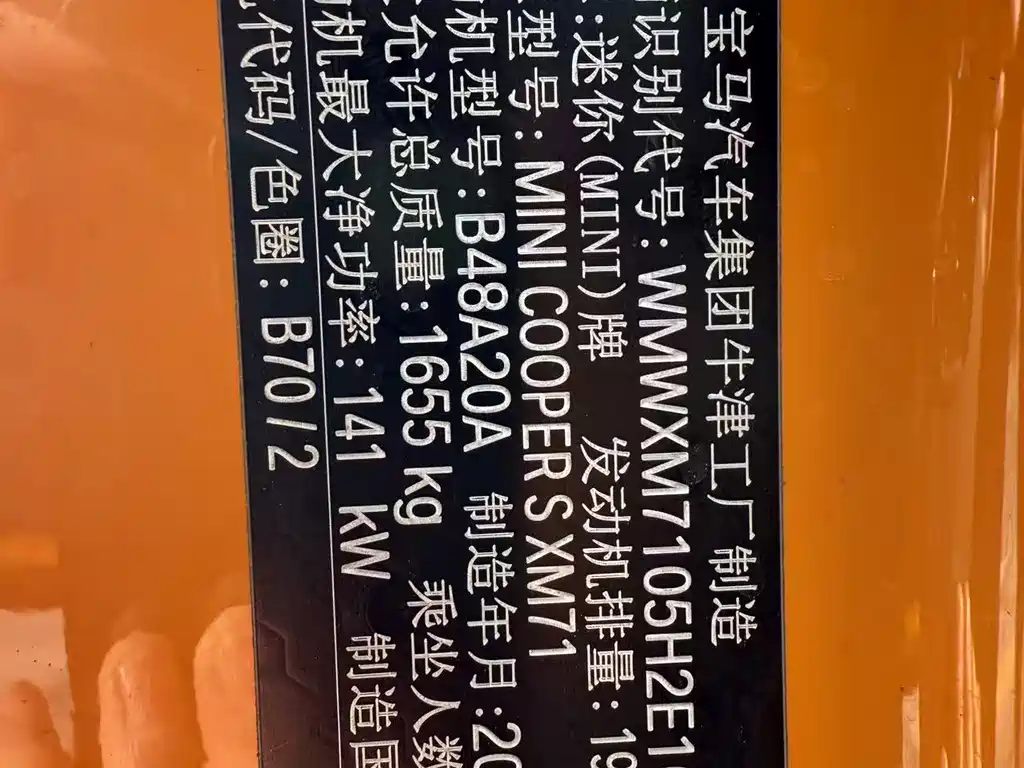 宝马汽车集团牛津工厂制造
识别代号:WMWXM7105H2E1
:迷你(MINI)牌 发动机排量:19
型号:MINI COOPER S XM71
机型号:B48A20A 制造年月:20
允许总质量:1655 kg 乘坐人数
机最大净功率:141 kW 制造国
代码/色圈: B70 / 2